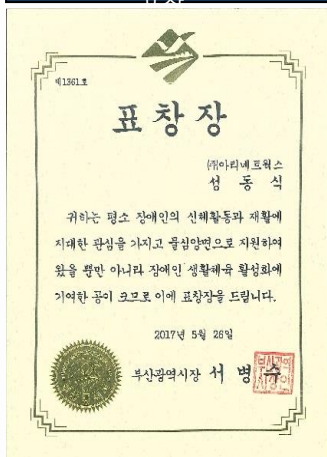 제1361호
표창장
(주)아리네트웍스
성 동 식
귀하는 평소 장애인의 신체활동과 재활에
지대한 관심을 가지고 물심양면으로 지원하여
왔을 뿐만 아니라 장애인 생활체육 활성화에
기여한 공이 크므로 이에 표창장을 드립니다.
2017년 5월 26일
부산광역시장 서 병 수